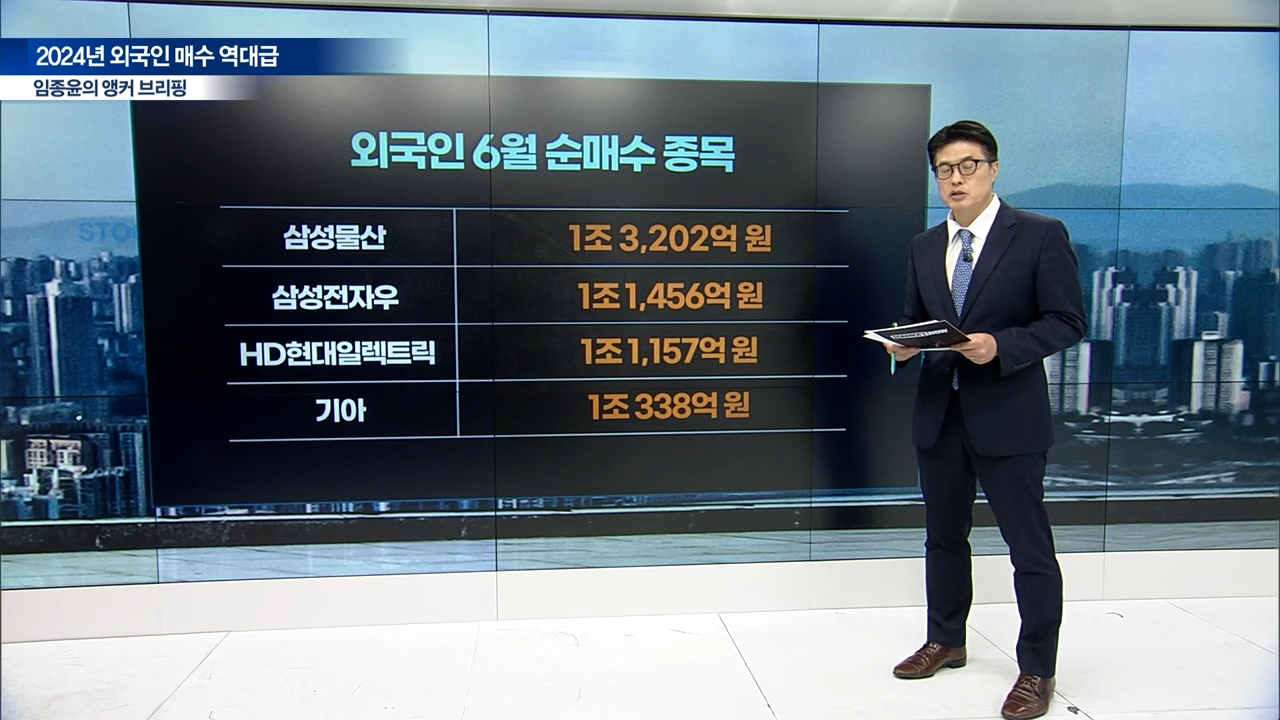 2024년 외국인 매수 역대급
임종윤의 앵커 브리핑
외국인 6월 순매수 종목
삼성물산 1조 3,202억 원
삼성전자우 1조 1,456억 원
HD현대일렉트릭 1조 1,157억 원
기아 1조 338억 원